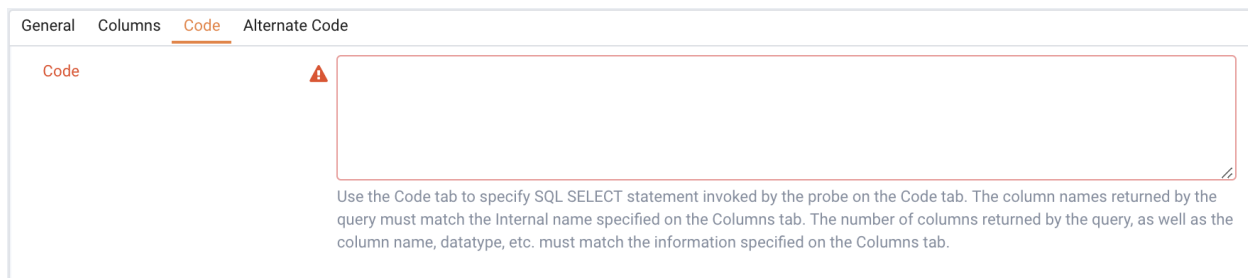 General Columns Code Alternate Code
Code
Use the Code tab to specify SQL SELECT statement invoked by the probe on the Code tab. The column names returned by the
query must match the Internal name specified on the Columns tab. The number of columns returned by the query, as well as the
column name, datatype, etc. must match the information specified on the Columns tab.